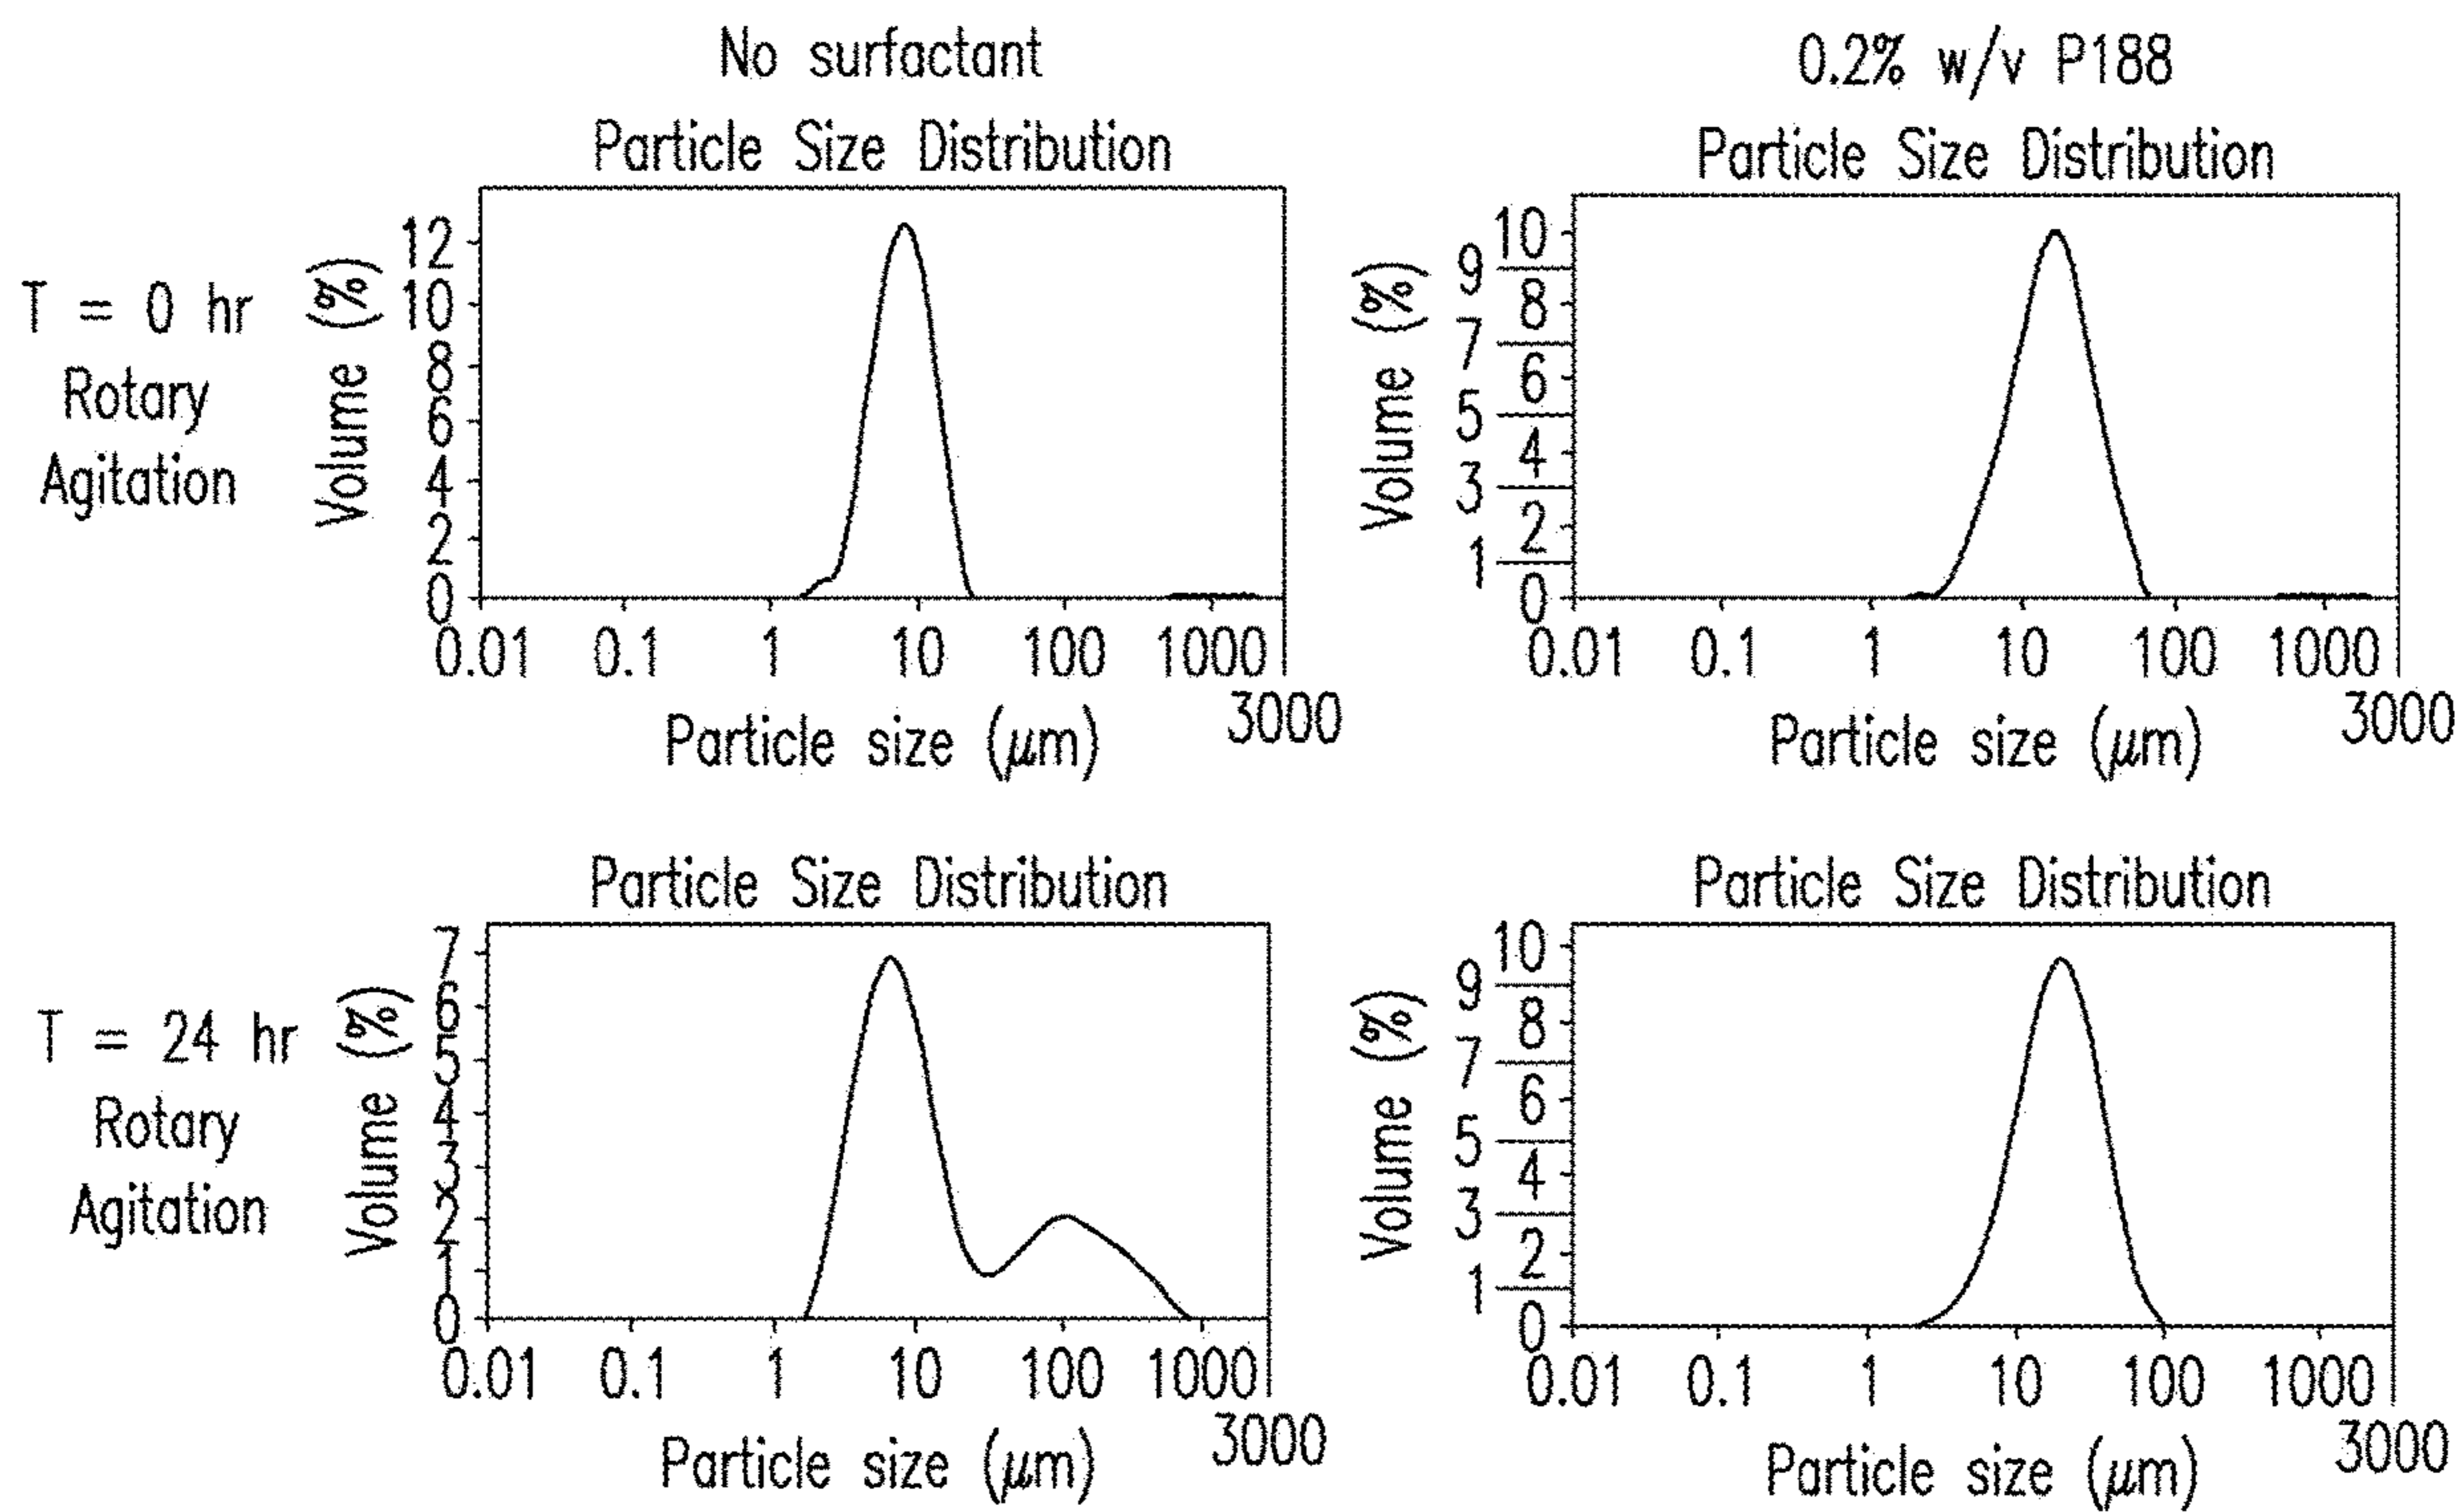 No surfactant
Particle Size Distribution
T = 0 hr
Rotary
Agitation
Volume (%)
12
10
8
6
4
2
0
0.01 0.1 1 10 100 1000
3000
Particle size (μm)
0.2% w/v P188
Particle Size Distribution
Volume (%)
10
9
8
7
6
5
4
3
2
1
0
0.01 0.1 1 10 100 1000
3000
Particle size (μm)
T = 24 hr
Rotary
Agitation
Particle Size Distribution
Volume (%)
7
6
5
4
3
2
1
0
0.01 0.1 1 10 100 1000
3000
Particle size (μm)
Particle Size Distribution
Volume (%)
10
9
8
7
6
5
4
3
2
1
0
0.01 0.1 1 10 100 1000
3000
Particle size (μm)